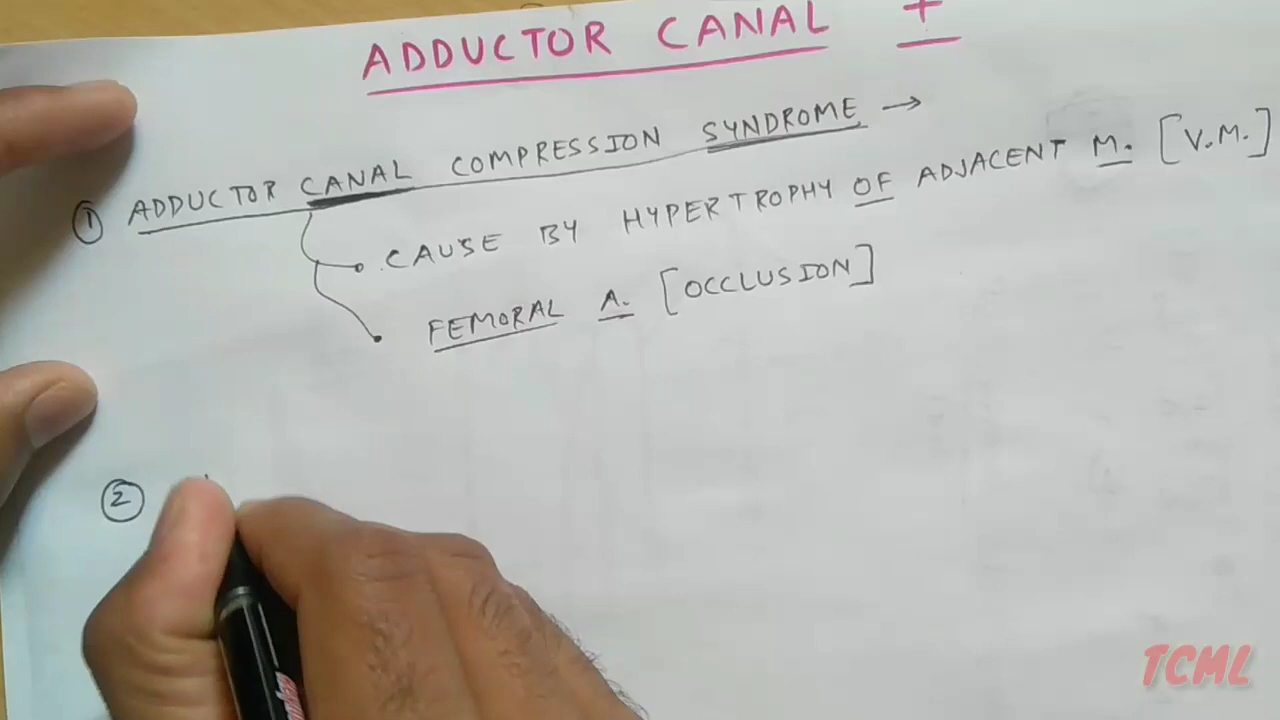 ADDUCTOR CANAL +
① ADDUCTOR CANAL COMPRESSION SYNDROME →
CAUSE BY HYPERTROPHY OF ADJACENT M. [V.M.]
FEMORAL A. [OCCLUSION]
②
TCML